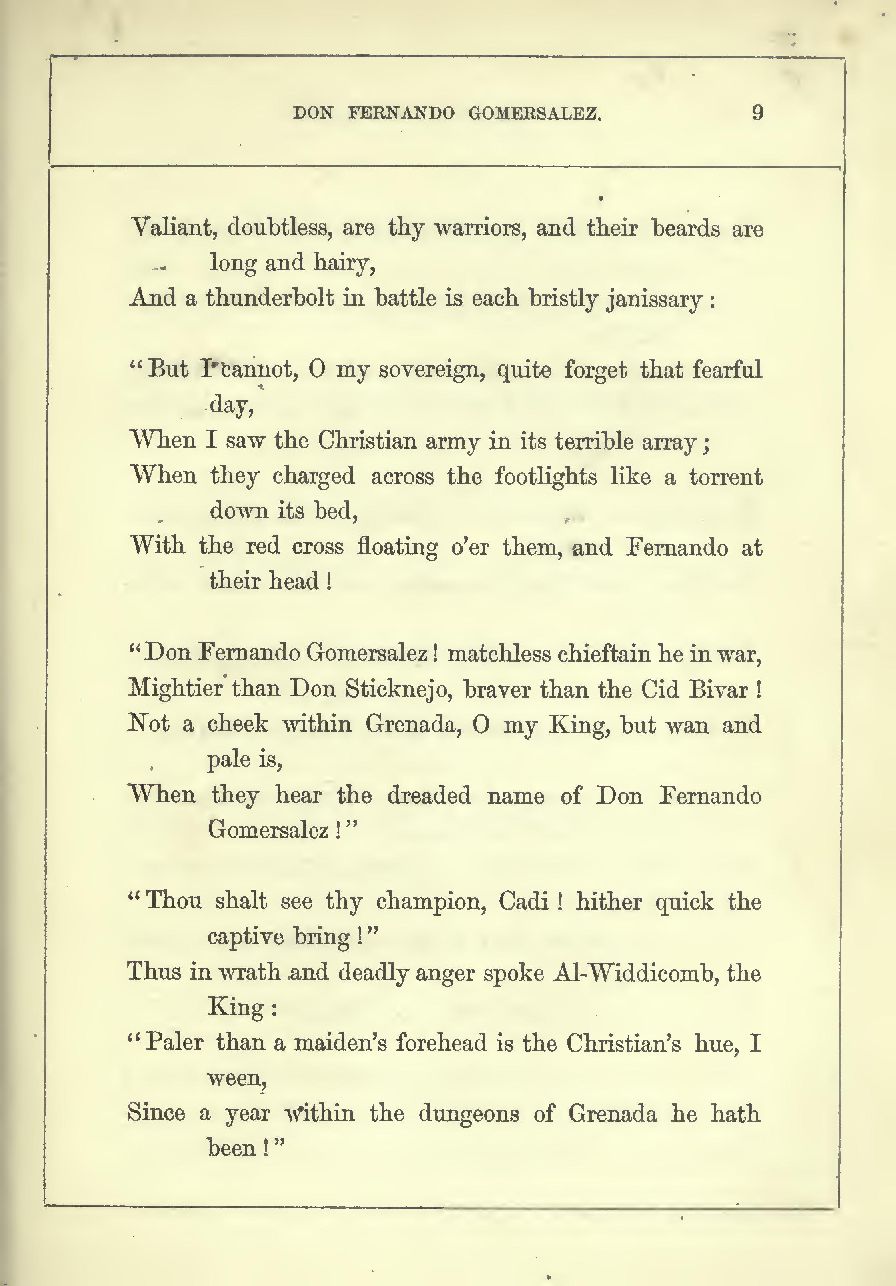 DON FERNANDO GOMERSALEZ. 9
Valiant, doubtless, are thy warriors, and their beards are
long and hairy,
And a thunderbolt in battle is each bristly janissary :
“But I cannot, O my sovereign, quite forget that fearful
day,
When I saw the Christian army in its terrible array ;
When they charged across the footlights like a torrent
down its bed,
With the red cross floating o’er them, and Fernando at
their head !
“Don Fernando Gomersalez ! matchless chieftain he in war,
Mightier than Don Sticknejo, braver than the Cid Bivar !
Not a cheek within Grenada, O my King, but wan and
pale is,
When they hear the dreaded name of Don Fernando
Gomersalez !”
“Thou shalt see thy champion, Cadi ! hither quick the
captive bring !”
Thus in wrath and deadly anger spoke Al-Widdicomb, the
King :
“Paler than a maiden’s forehead is the Christian’s hue, I
ween,
Since a year within the dungeons of Grenada he hath
been !”